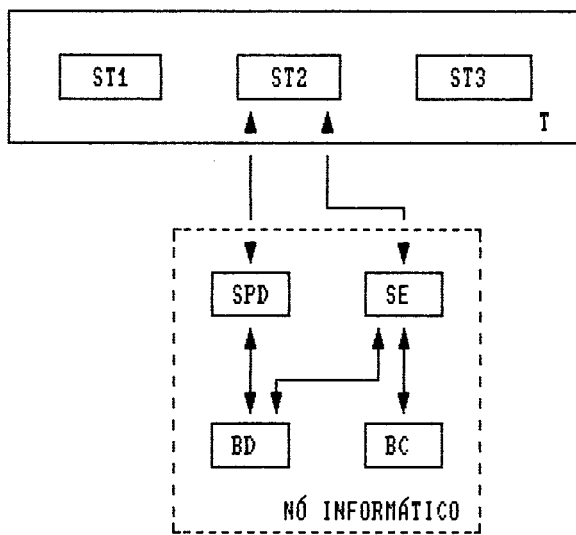 ST1 ST2 ST3
T
SPD SE
BD BC
NÓ INFORMÁTICO